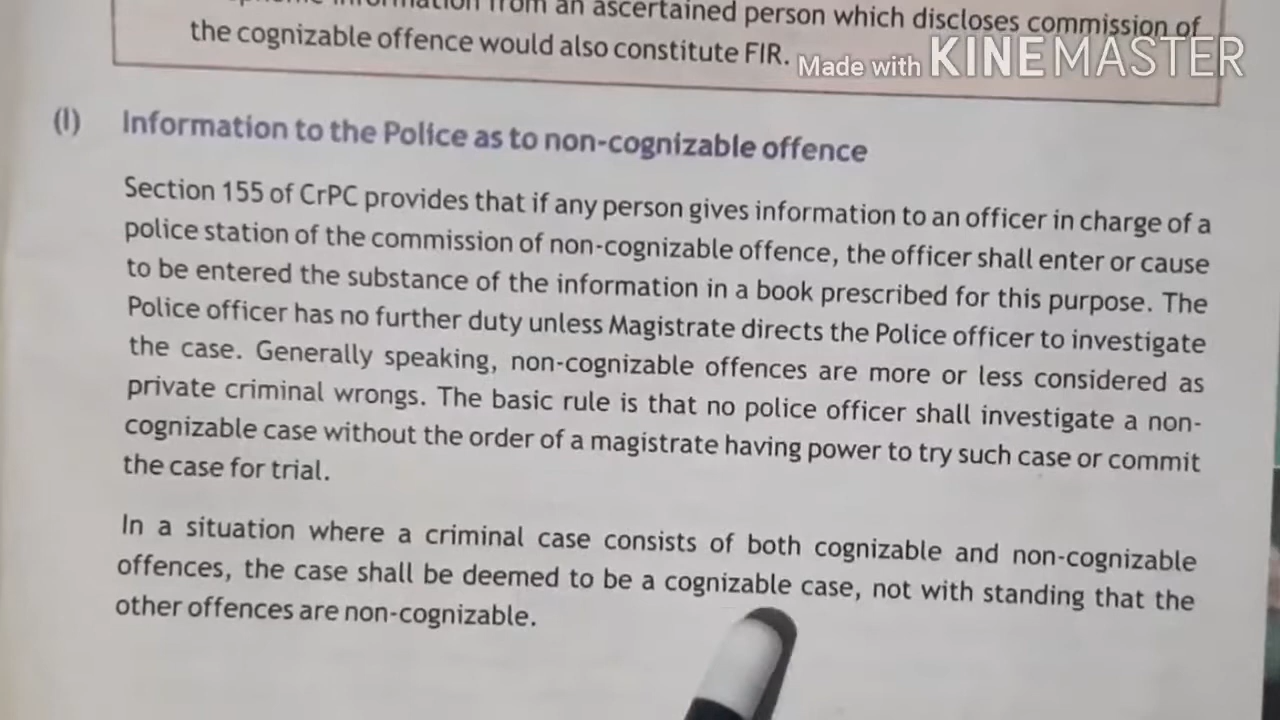 information from an ascertained person which discloses commission of
the cognizable offence would also constitute FIR.
Made with KINEMASTER
(I) Information to the Police as to non-cognizable offence
Section 155 of CrPC provides that if any person gives information to an officer in charge of a
police station of the commission of non-cognizable offence, the officer shall enter or cause
to be entered the substance of the information in a book prescribed for this purpose. The
Police officer has no further duty unless Magistrate directs the Police officer to investigate
the case. Generally speaking, non-cognizable offences are more or less considered as
private criminal wrongs. The basic rule is that no police officer shall investigate a non-
cognizable case without the order of a magistrate having power to try such case or commit
the case for trial.
In a situation where a criminal case consists of both cognizable and non-cognizable
offences, the case shall be deemed to be a cognizable case, not with standing that the
other offences are non-cognizable.